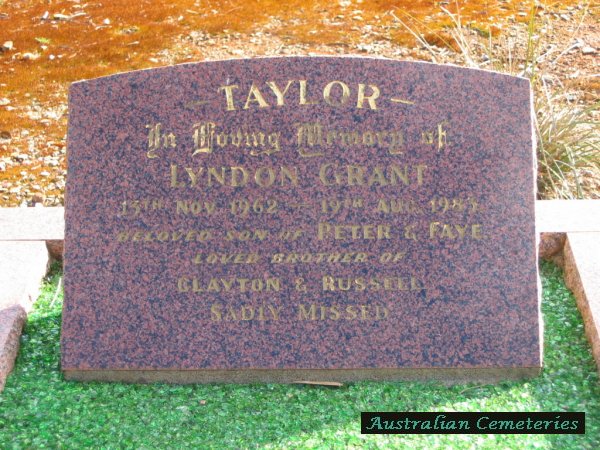 – TAYLOR –
In Loving Memory of
LYNDON GRANT
13TH NOV. 1962 – 19TH AUG. 1983
BELOVED SON OF PETER & FAYE
LOVED BROTHER OF
CLAYTON & RUSSELL
SADLY MISSED
Australian Cemeteries